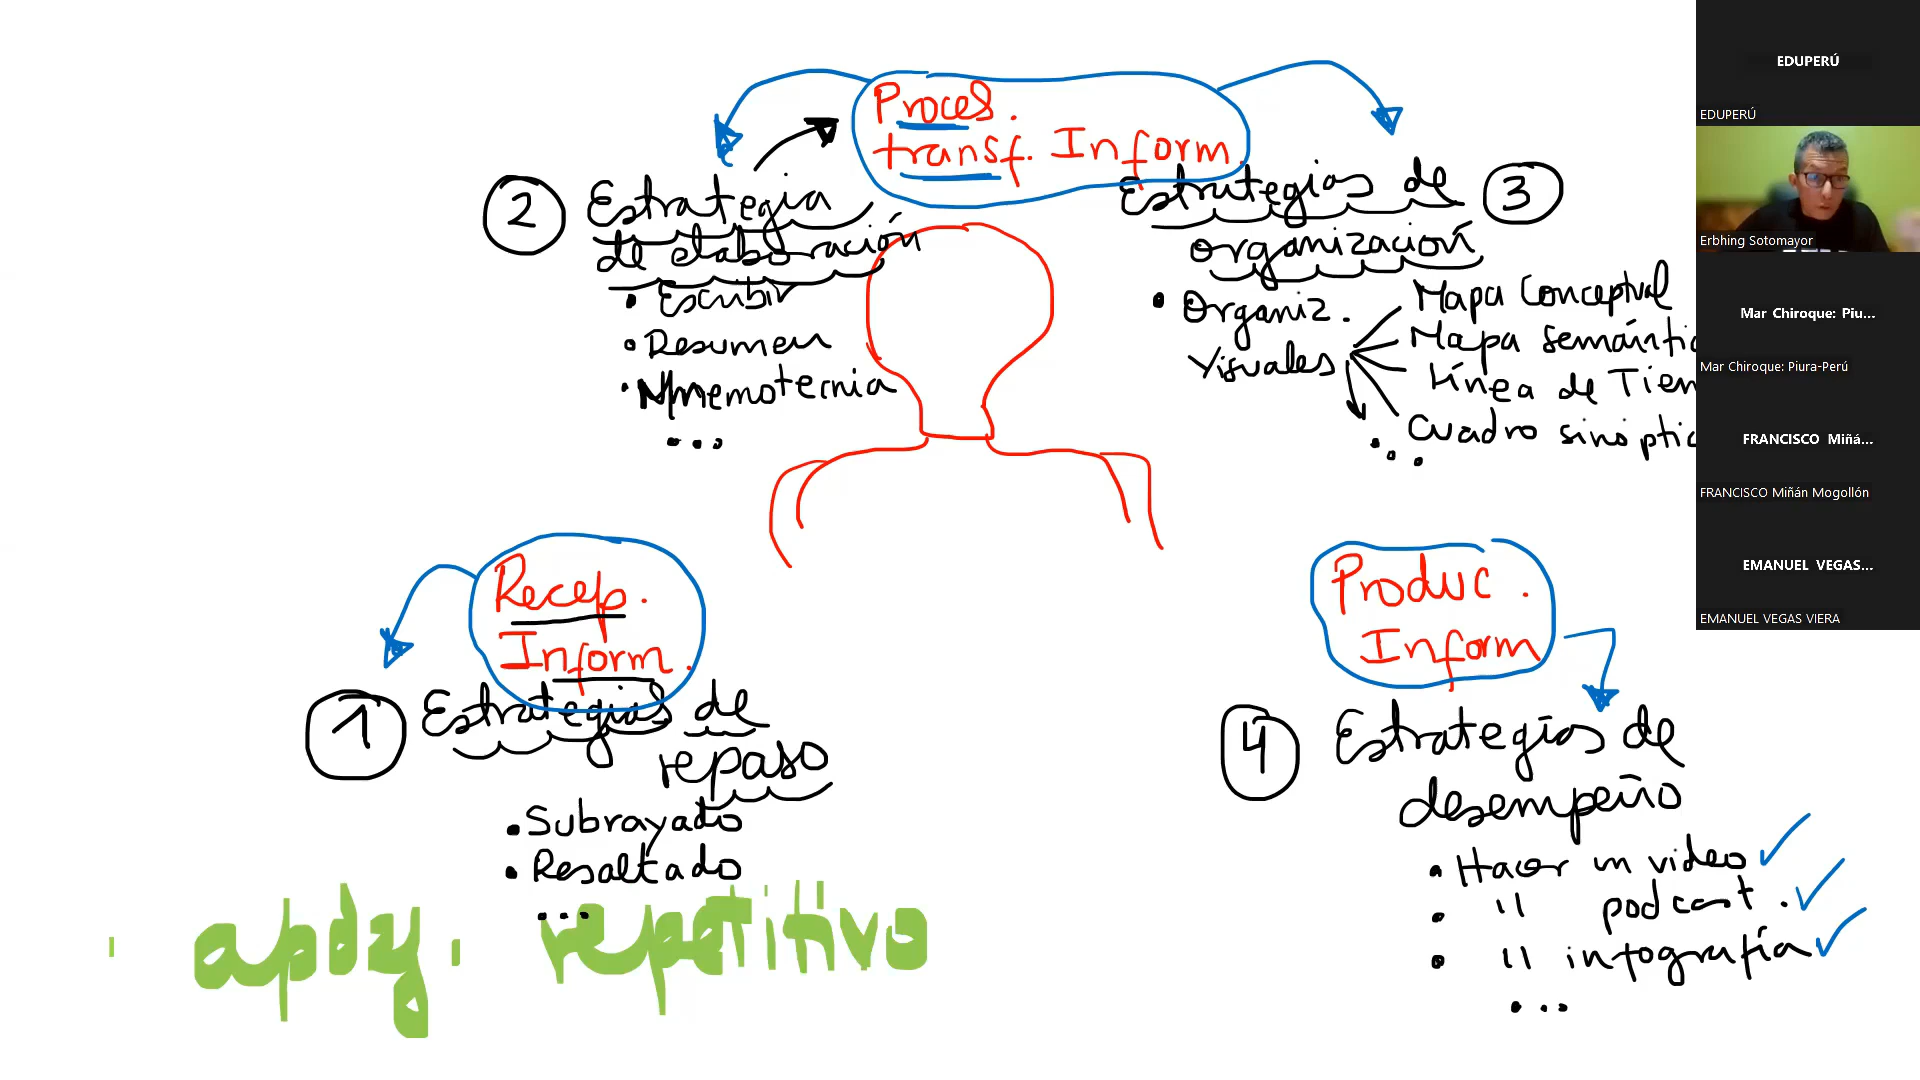 Proces.
transf. Inform.
2
Estrategia
de elaboración
• Escribir
• Resumen
• Mnemotecnia
...
Estrategias de
organización
3
• Organiz.
Visuales
Mapa Conceptual
Mapa Semánti
Línea de Tiem
Cuadro sinóptic
...
Recep.
Inform.
1
Estrategias de
repaso
• Subrayado
• Resaltado
...
apdzj. repetitivo
Produc.
Inform
4
Estrategias de
desempeño
• Hacer un video
• " podcast.
• " infografía
...
EDUPERÚ
EDUPERÚ
Erbhing Sotomayor
Mar Chiroque: Piu...
Mar Chiroque: Piura-Perú
FRANCISCO Miñá...
FRANCISCO Miñán Mogollón
EMANUEL VEGAS...
EMANUEL VEGAS VIERA